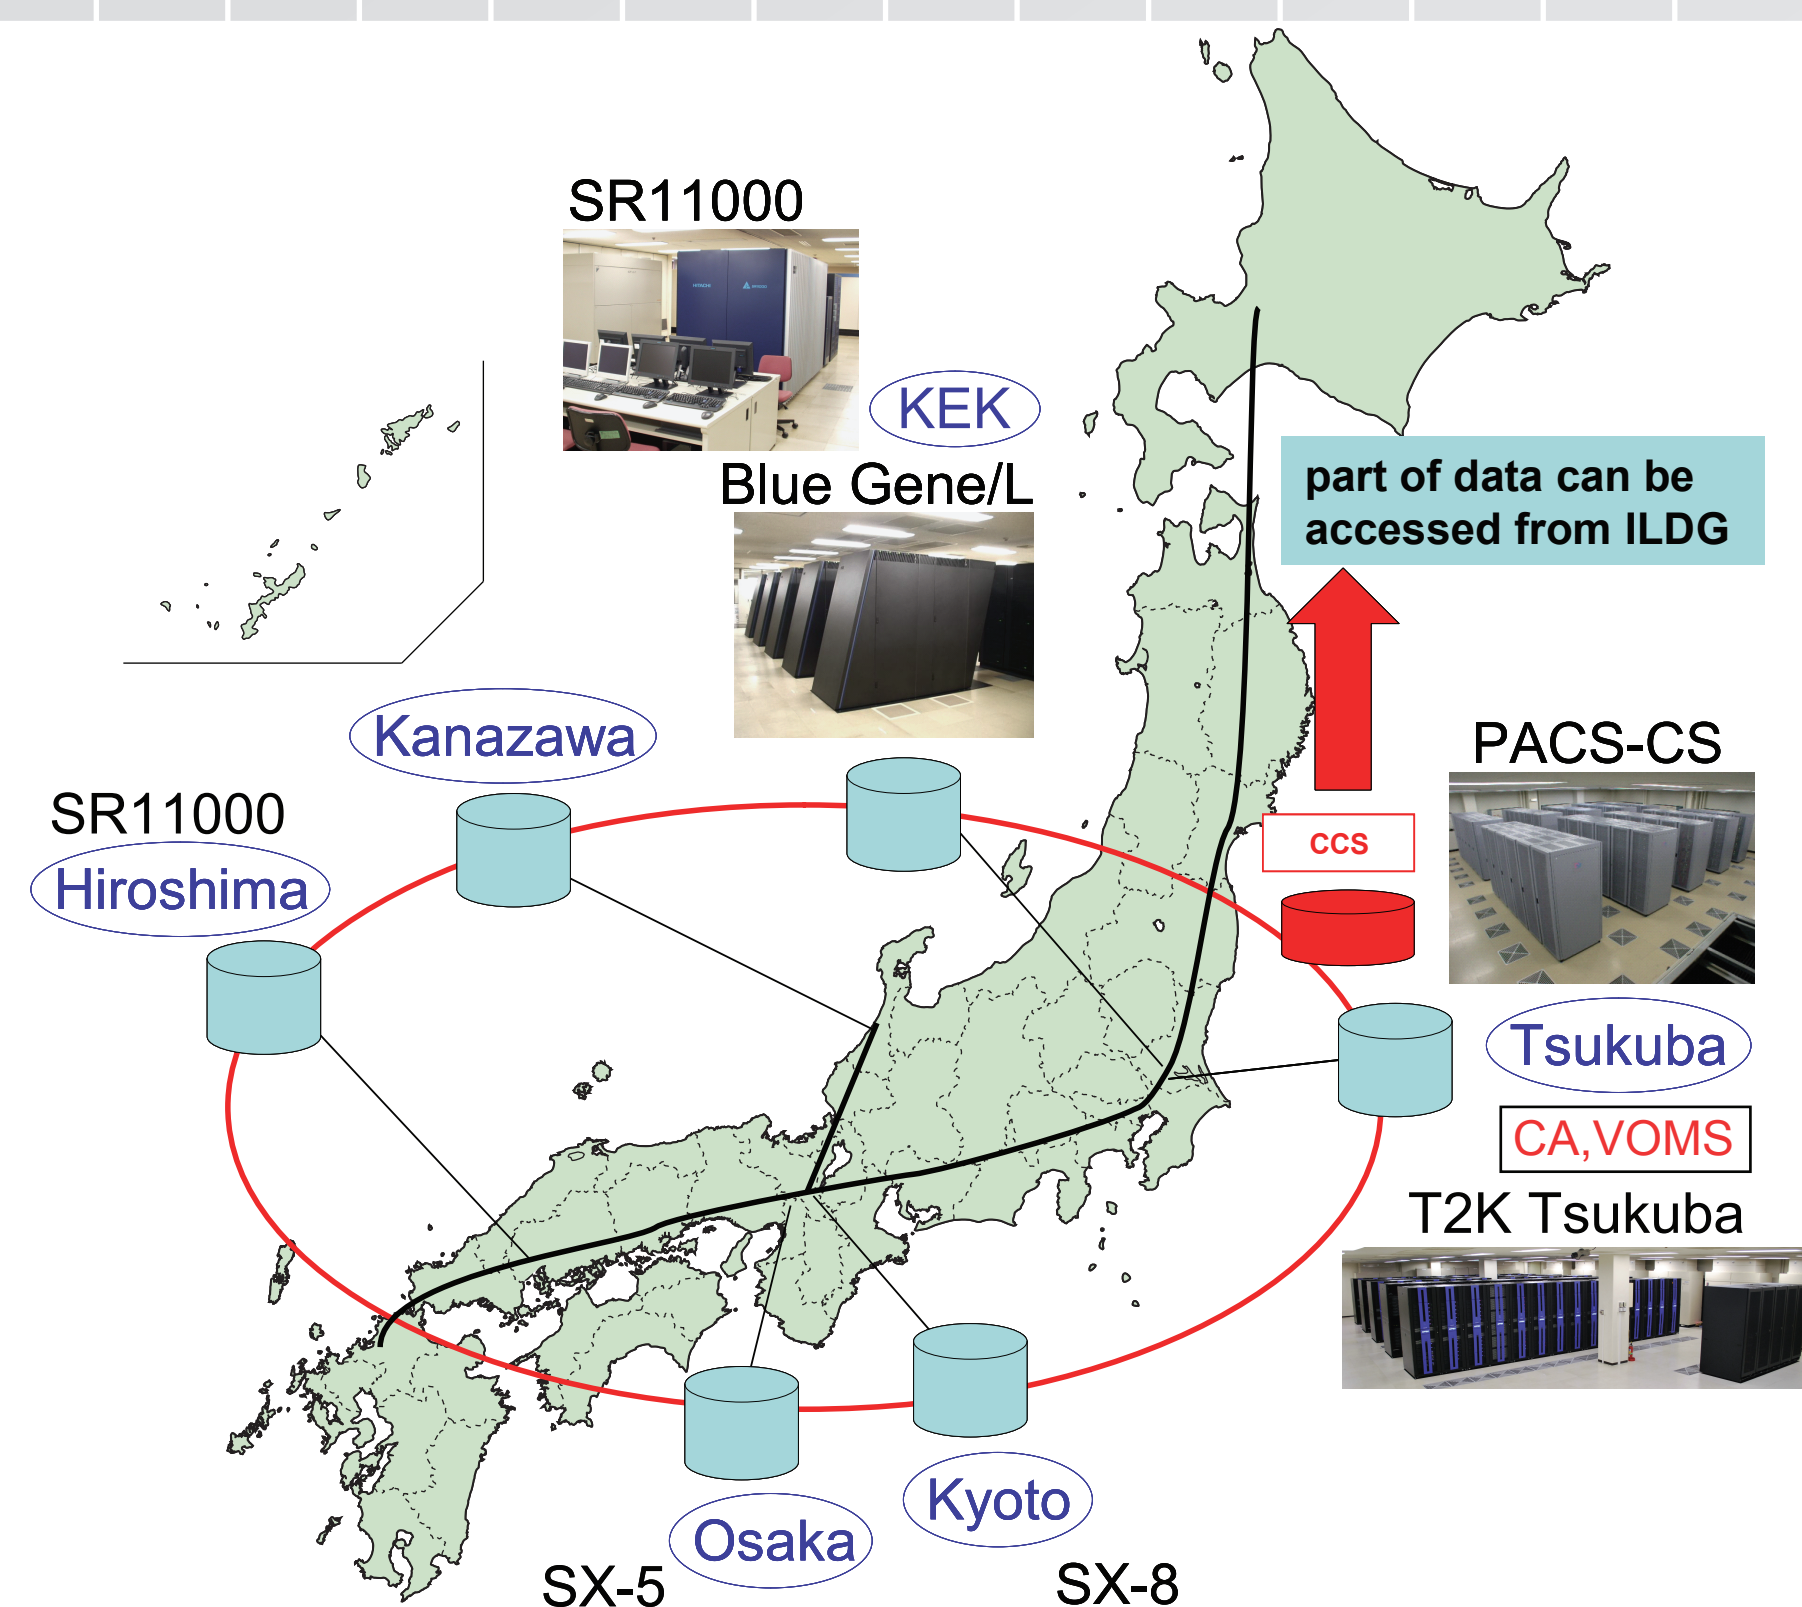 SR11000
HITACHI
KEK
Blue Gene/L
part of data can be
accessed from ILDG
Kanazawa
PACS-CS
SR11000
CCS
Hiroshima
Tsukuba
CA,VOMS
T2K Tsukuba
Kyoto
Osaka
SX-5
SX-8